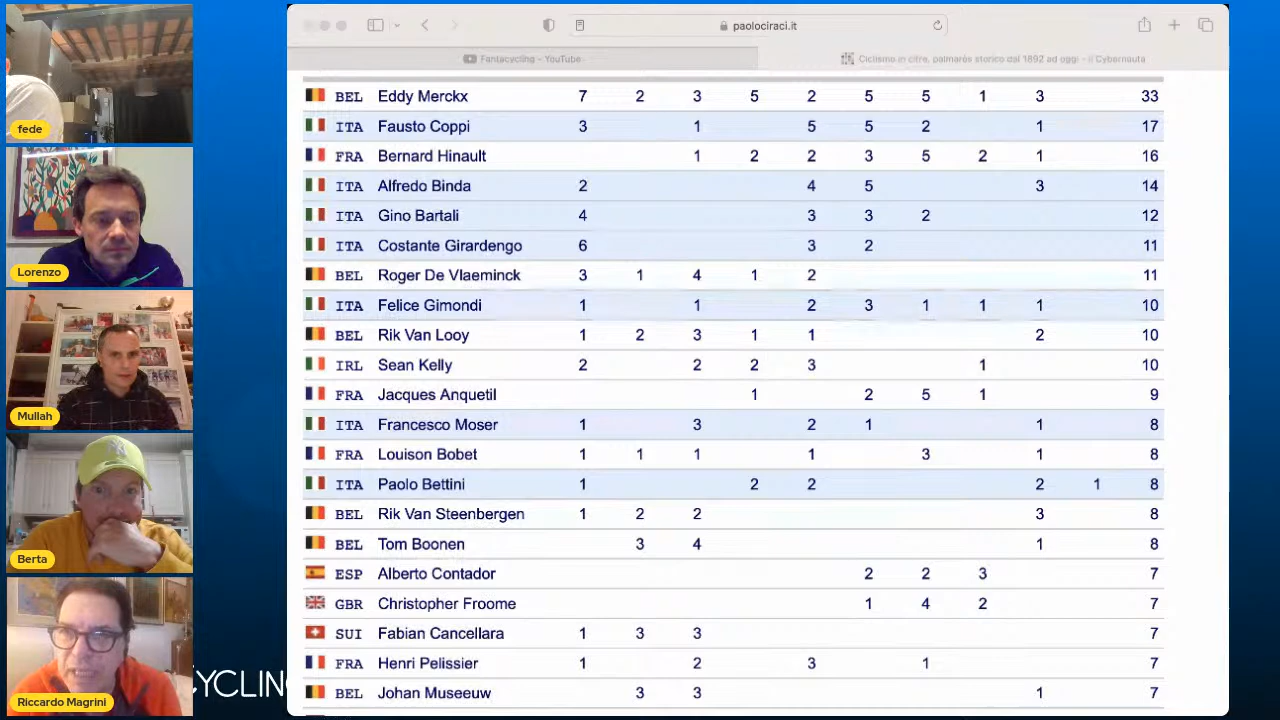 paolociraci.it
Fantacycling – YouTube
Ciclismo in cifre, palmarès storico dal 1892 ad oggi - Il Cybernauta
BEL Eddy Merckx 7 2 3 5 2 5 5 1 3 33
ITA Fausto Coppi 3 1 5 5 2 1 17
FRA Bernard Hinault 1 2 2 3 5 2 1 16
ITA Alfredo Binda 2 4 5 3 14
ITA Gino Bartali 4 3 3 2 12
ITA Costante Girardengo 6 3 2 11
BEL Roger De Vlaeminck 3 1 4 1 2 11
ITA Felice Gimondi 1 1 2 3 1 1 1 10
BEL Rik Van Looy 1 2 3 1 1 2 10
IRL Sean Kelly 2 2 2 3 1 10
FRA Jacques Anquetil 1 2 5 1 9
ITA Francesco Moser 1 3 2 1 1 8
FRA Louison Bobet 1 1 1 1 3 1 8
ITA Paolo Bettini 1 2 2 2 1 8
BEL Rik Van Steenbergen 1 2 2 3 8
BEL Tom Boonen 3 4 1 8
ESP Alberto Contador 2 2 3 7
GBR Christopher Froome 1 4 2 7
SUI Fabian Cancellara 1 3 3 7
FRA Henri Pelissier 1 2 3 1 7
BEL Johan Museeuw 3 3 1 7
fede
Lorenzo
Mullah
Berta
Riccardo Magrini
CYCLING